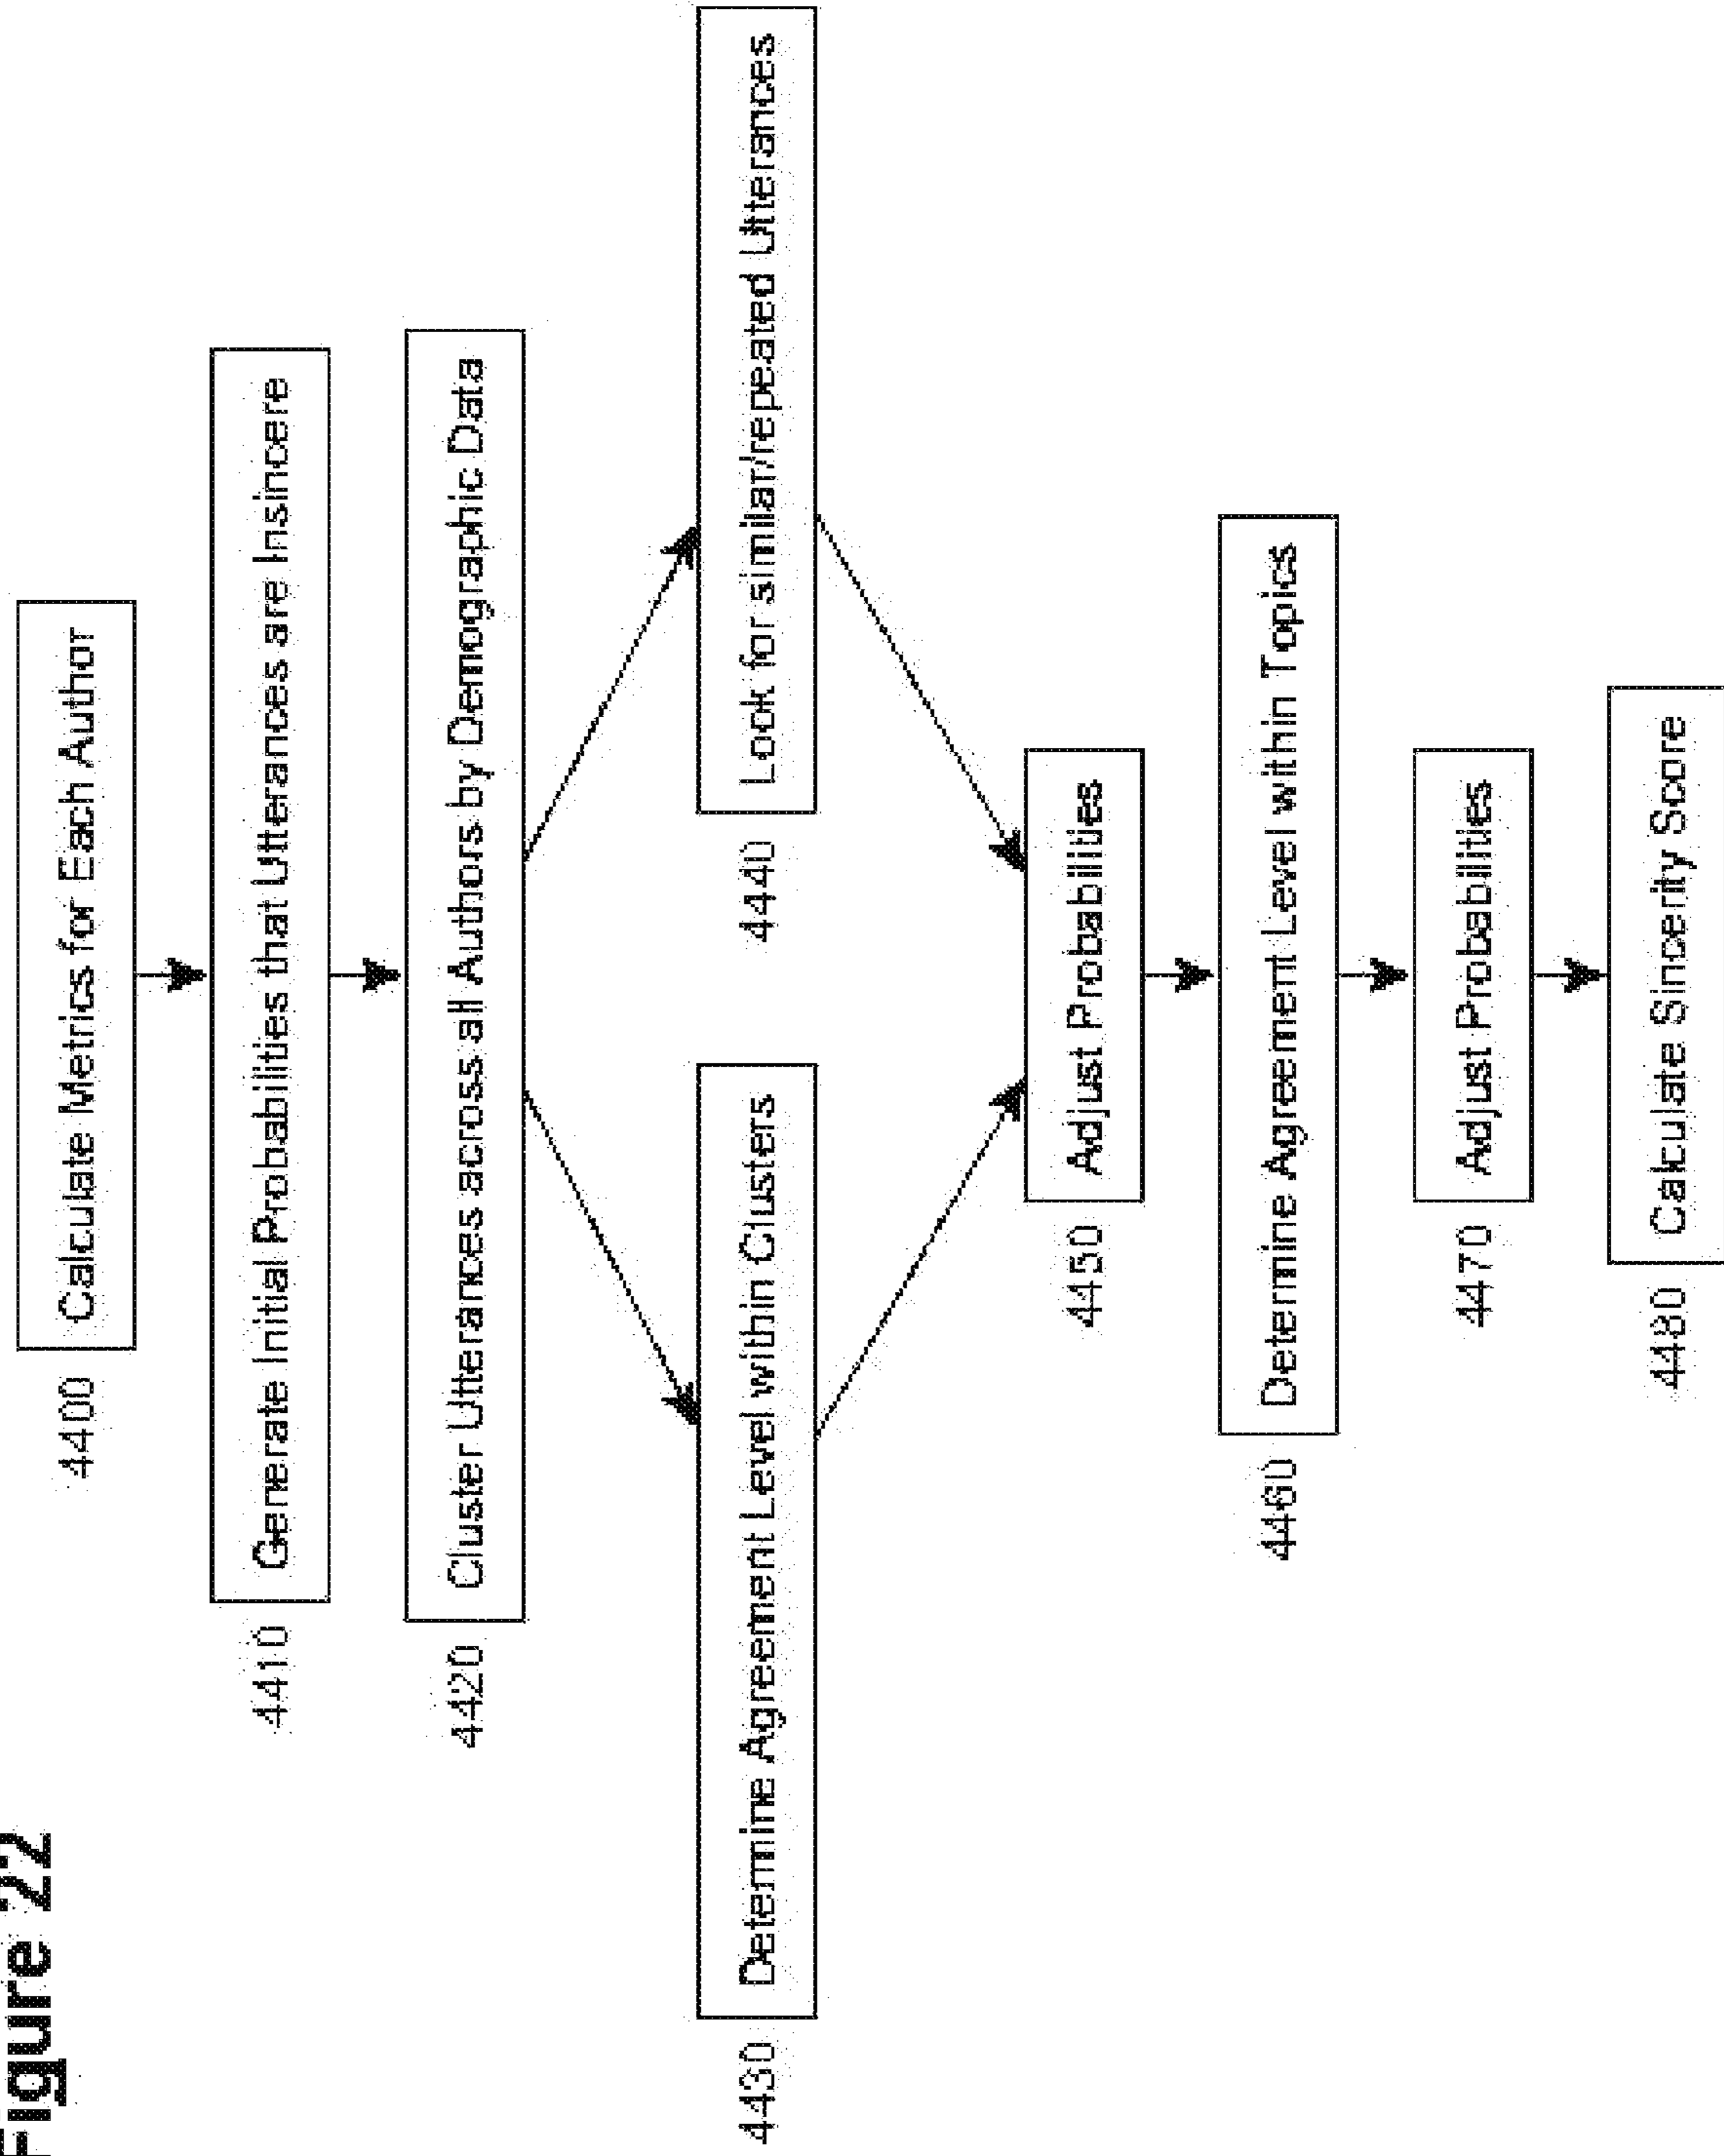 Figure 22
4400 Calculate Metrics for Each Author
4410 Generate Initial Probabilities that Utterances are Insincere
4420 Cluster Utterances across all Authors by Demographic Data
4430 Determine Agreement Level within Clusters
4440 Look for similar/repeated Utterances
4450 Adjust Probabilities
4460 Determine Agreement Level within Topics
4470 Adjust Probabilities
4480 Calculate Sincerity Score